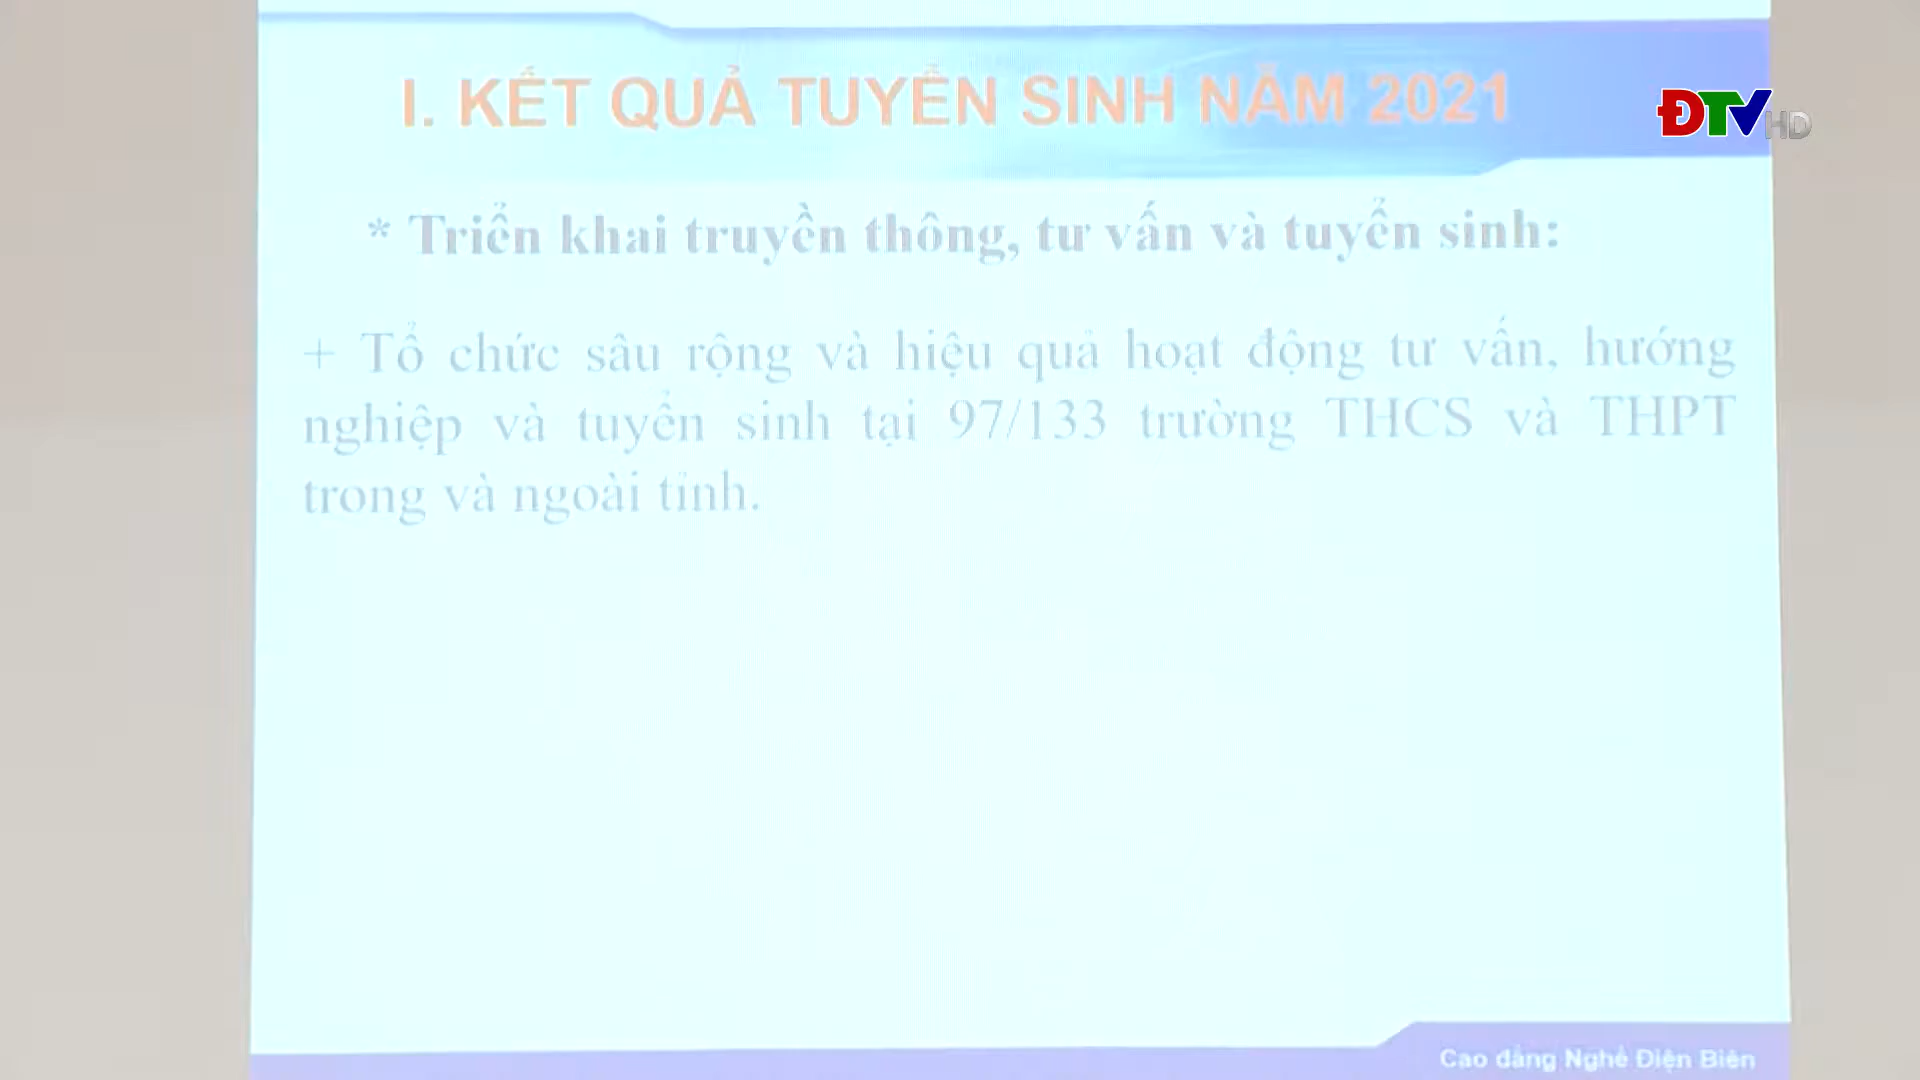 I. KẾT QUẢ TUYỂN SINH NĂM 2021
ĐTV HD
* Triển khai truyền thông, tư vấn và tuyển sinh:
+ Tổ chức sâu rộng và hiệu quả hoạt động tư vấn, hướng
nghiệp và tuyển sinh tại 97/133 trường THCS và THPT
trong và ngoài tỉnh.
Cao đẳng Nghề Điện Biên